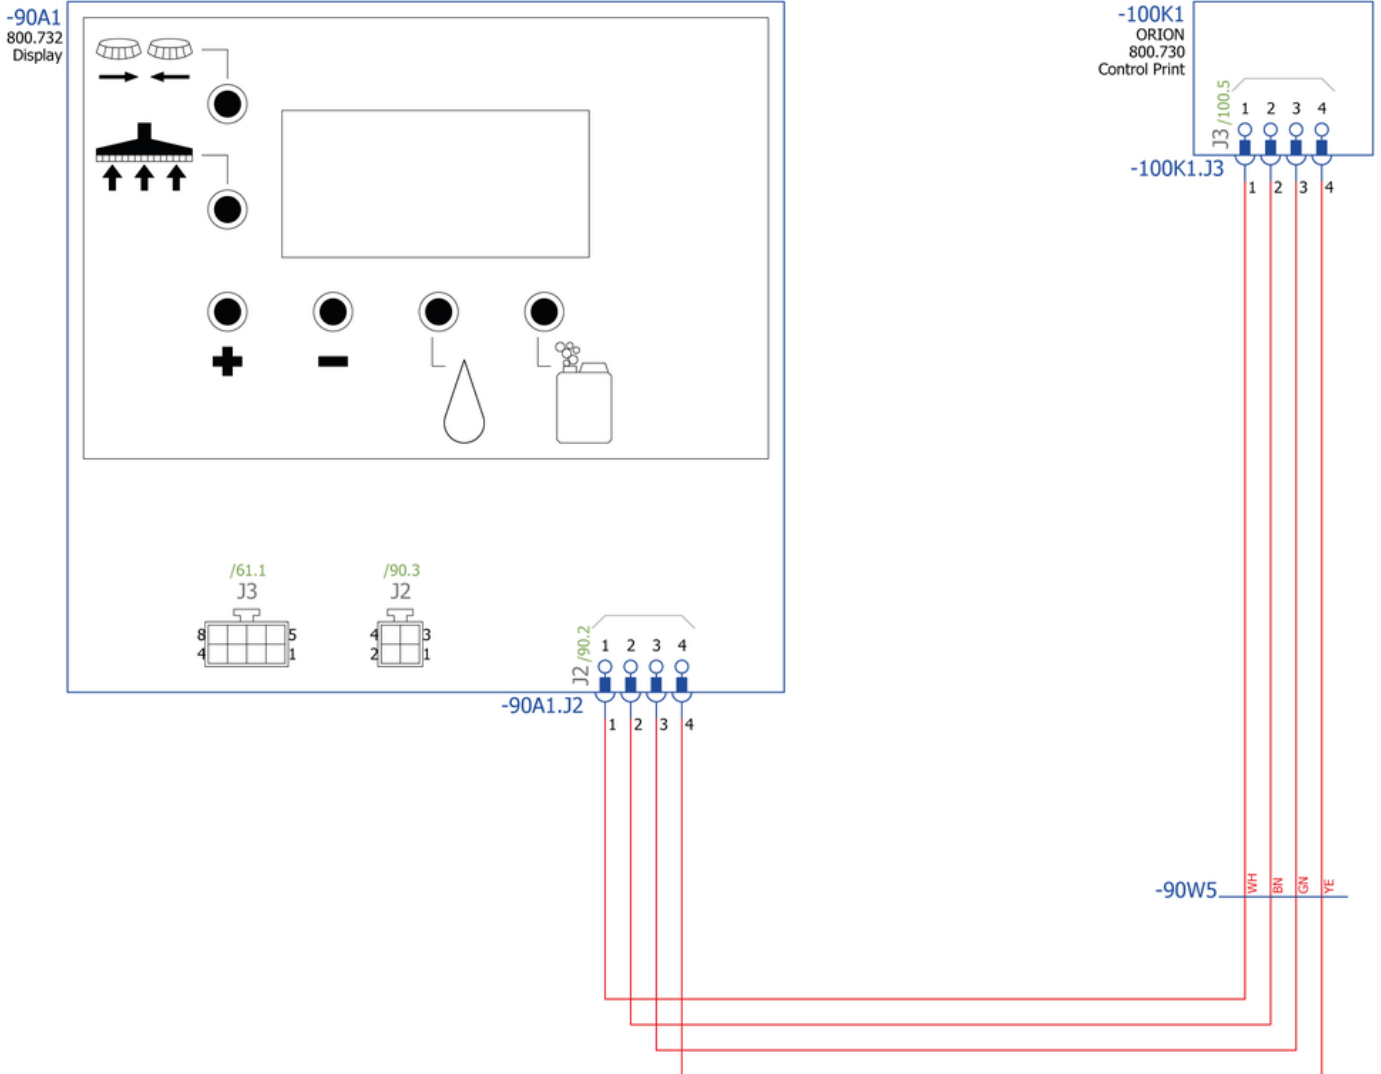 -90A1
800.732
Display
-100K1
ORION
800.730
Control Print
J3 /100.5
1 2 3 4
-100K1.J3
1 2 3 4
/61.1
J3
8 5
4 1
/90.3
J2
4 3
2 1
J2 /90.2
1 2 3 4
-90A1.J2
1 2 3 4
-90W5
WH BN GN YE